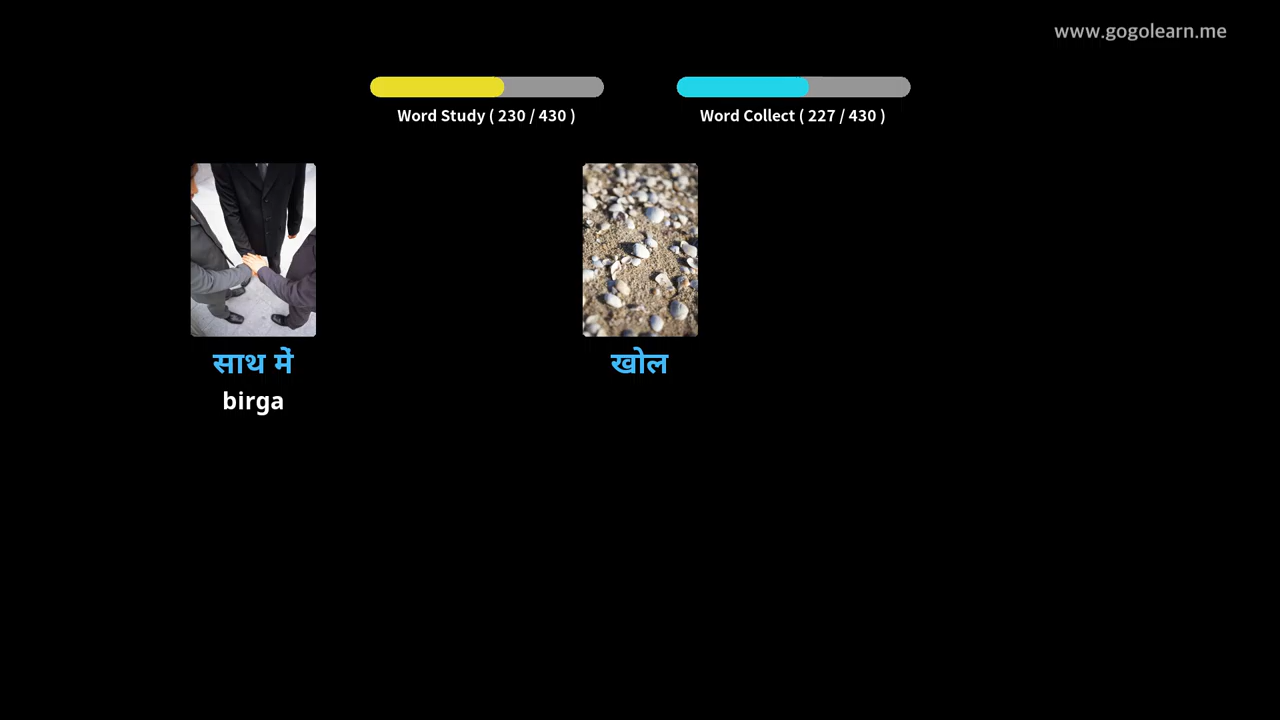 www.gogolearn.me
Word Study ( 230 / 430 )
Word Collect ( 227 / 430 )
साथ में
birga
खोल